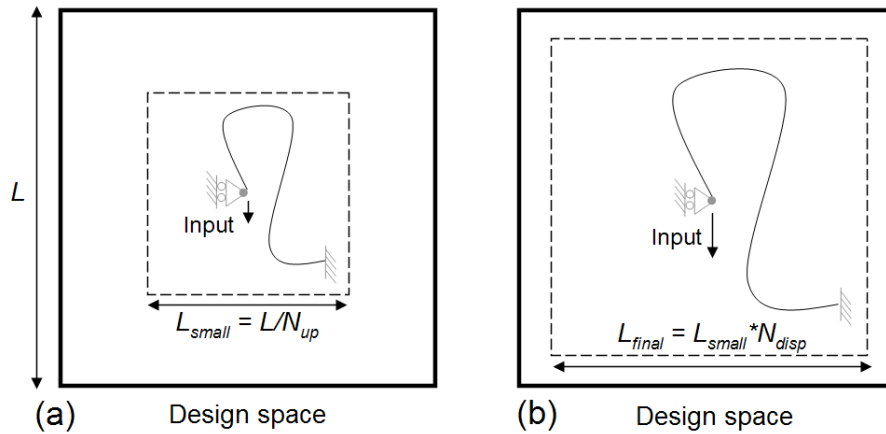 L
Input
L_small = L/N_up
(a)
Design space
Input
L_final = L_small*N_disp
(b)
Design space